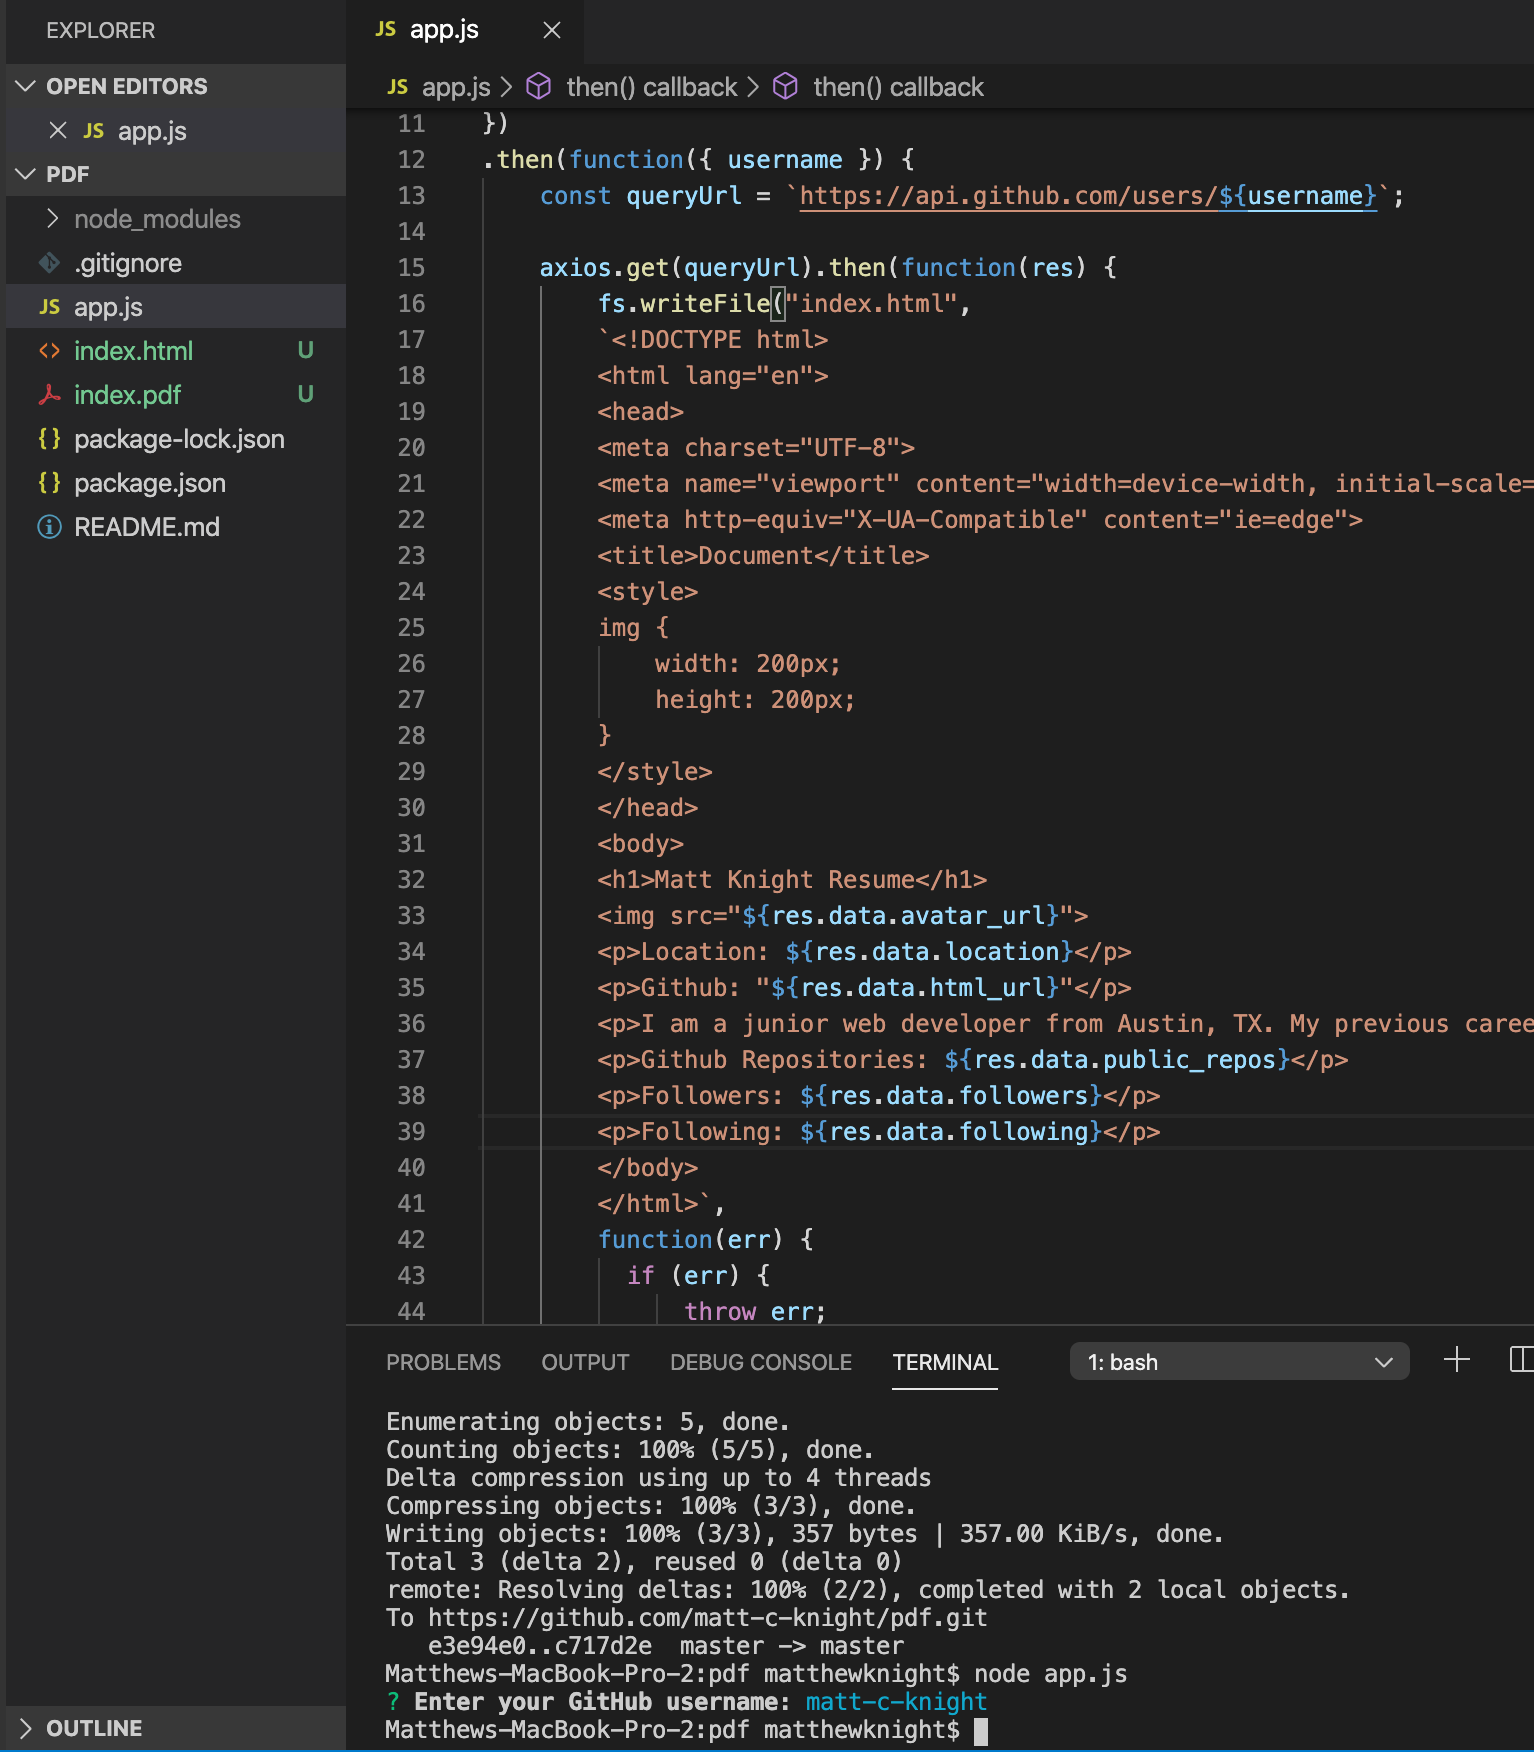 EXPLORER
OPEN EDITORS
JS app.js
PDF
node_modules
.gitignore
JS app.js
<> index.html U
index.pdf U
{} package-lock.json
{} package.json
README.md
OUTLINE
JS app.js
JS app.js > then() callback > then() callback
11 })
12 .then(function({ username }) {
13     const queryUrl = `https://api.github.com/users/${username}`;
14
15     axios.get(queryUrl).then(function(res) {
16         fs.writeFile("index.html",
17         `<!DOCTYPE html>
18         <html lang="en">
19         <head>
20         <meta charset="UTF-8">
21         <meta name="viewport" content="width=device-width, initial-scale=
22         <meta http-equiv="X-UA-Compatible" content="ie=edge">
23         <title>Document</title>
24         <style>
25         img {
26             width: 200px;
27             height: 200px;
28         }
29         </style>
30         </head>
31         <body>
32         <h1>Matt Knight Resume</h1>
33         <img src="${res.data.avatar_url}">
34         <p>Location: ${res.data.location}</p>
35         <p>Github: "${res.data.html_url}"</p>
36         <p>I am a junior web developer from Austin, TX. My previous caree
37         <p>Github Repositories: ${res.data.public_repos}</p>
38         <p>Followers: ${res.data.followers}</p>
39         <p>Following: ${res.data.following}</p>
40         </body>
41         </html>`,
42         function(err) {
43           if (err) {
44               throw err;
PROBLEMS OUTPUT DEBUG CONSOLE TERMINAL 1: bash
Enumerating objects: 5, done.
Counting objects: 100% (5/5), done.
Delta compression using up to 4 threads
Compressing objects: 100% (3/3), done.
Writing objects: 100% (3/3), 357 bytes | 357.00 KiB/s, done.
Total 3 (delta 2), reused 0 (delta 0)
remote: Resolving deltas: 100% (2/2), completed with 2 local objects.
To https://github.com/matt-c-knight/pdf.git
   e3e94e0..c717d2e  master -> master
Matthews-MacBook-Pro-2:pdf matthewknight$ node app.js
? Enter your GitHub username: matt-c-knight
Matthews-MacBook-Pro-2:pdf matthewknight$